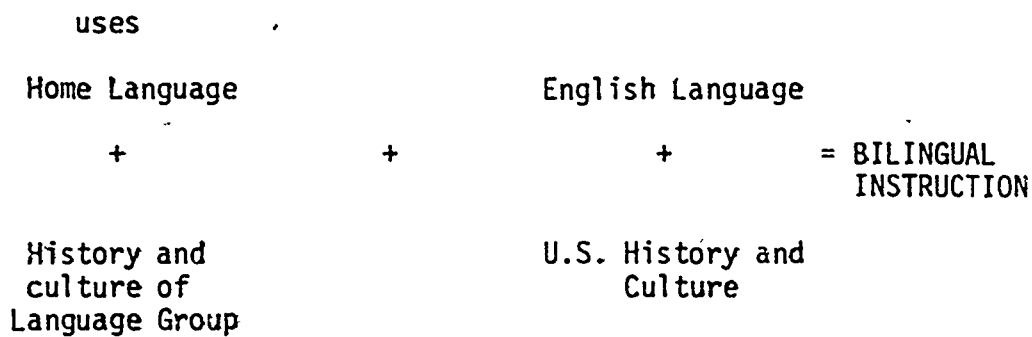 uses
Home Language English Language
+ + + = BILINGUAL
INSTRUCTION
History and U.S. History and
culture of Culture
Language Group